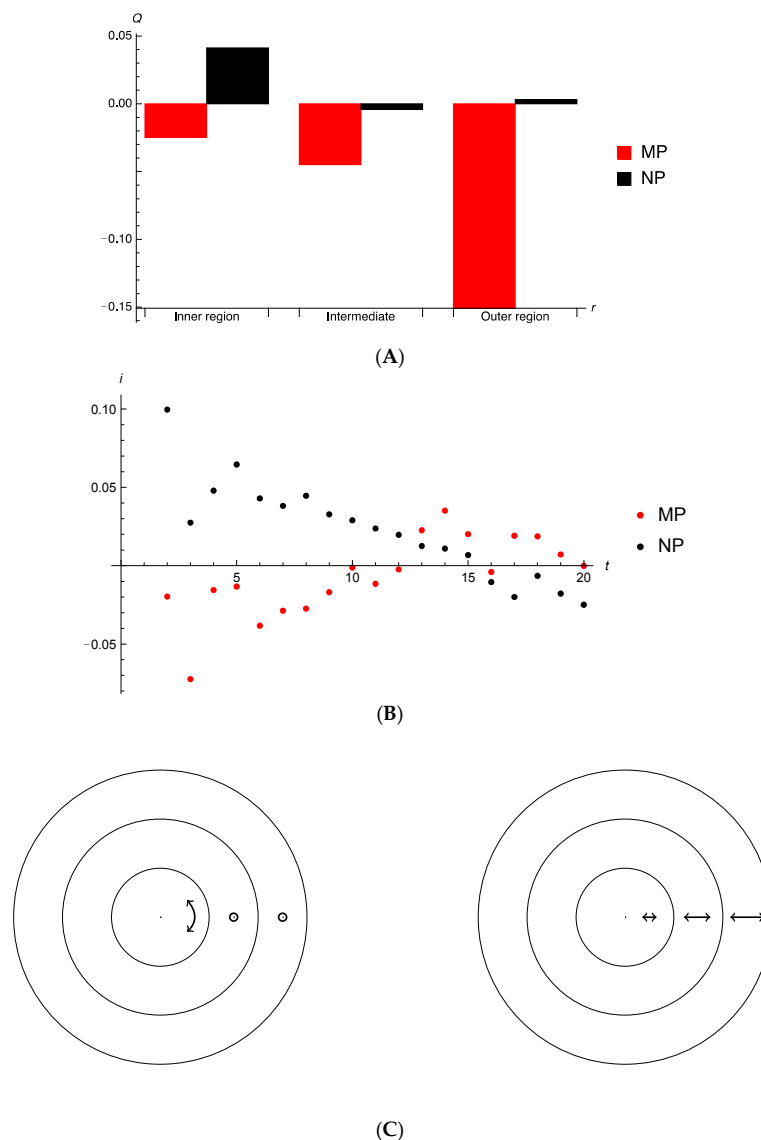 Q
0.05
0.00
−0.10
−0.15
Inner region Intermediate Outer region r
MP
NP
(A)
i
0.10
0.05
−0.05
5 10 15 20 t
MP
NP
(B)
(C)